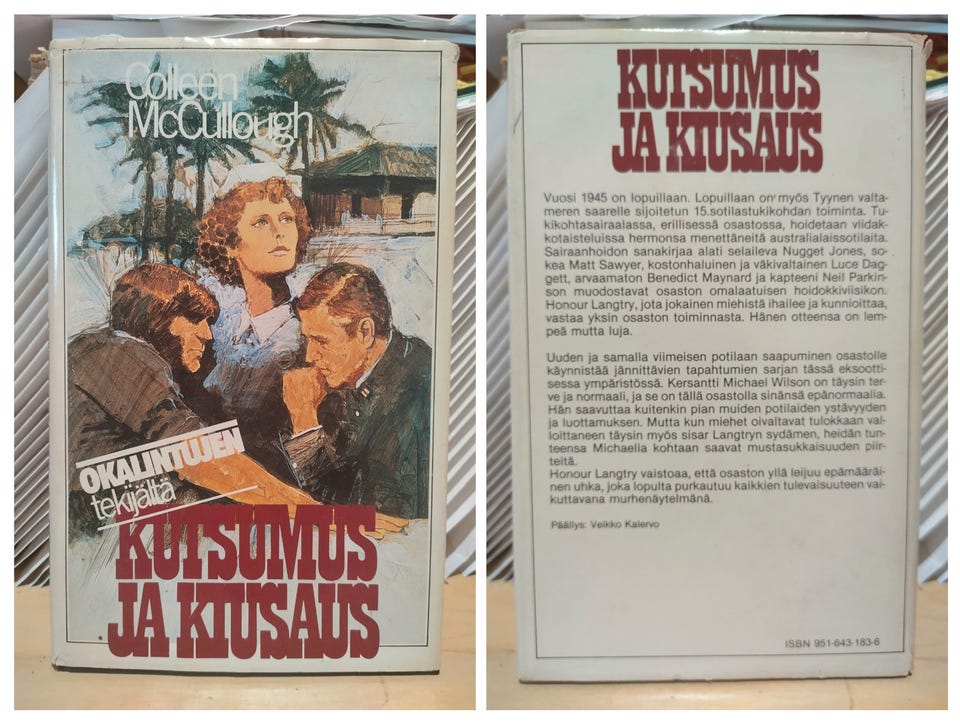 Colleen
McCullough
OKALINTUJEN
tekijältä
KUTSUMUS
JA KIUSAUS
KUTSUMUS
JA KIUSAUS
Vuosi 1945 on lopuillaan. Lopuillaan on myös Tyynen valta-
meren saarelle sijoitetun 15.sotilastukikohdan toiminta. Tu-
kikohtasairaalassa, erillisessä osastossa, hoidetaan viidak-
kotaisteluissa hermonsa menettäneitä australialaissotilaita.
Sairaanhoidon sanakirjaa alati selaileva Nugget Jones, so-
kea Matt Sawyer, kostonhaluinen ja väkivaltainen Luce Dag-
gett, arvaamaton Benedict Maynard ja kapteeni Neil Parkin-
son muodostavat osaston omalaatuisen hoidokkiviisikon.
Honour Langtry, jota jokainen miehistä ihailee ja kunnioittaa,
vastaa yksin osaston toiminnasta. Hänen otteensa on lem-
peä mutta luja.
Uuden ja samalla viimeisen potilaan saapuminen osastolle
käynnistää jännittävien tapahtumien sarjan tässä eksootti-
sessa ympäristössä. Kersantti Michael Wilson on täysin ter-
ve ja normaali, ja se on tällä osastolla sinänsä epänormaalia.
Hän saavuttaa kuitenkin pian muiden potilaiden ystävyyden
ja luottamuksen. Mutta kun miehet oivaltavat tulokkaan val-
loittaneen täysin myös sisar Langtryn sydämen, heidän tun-
teensa Michaelia kohtaan saavat mustasukkaisuuden piir-
teitä.
Honour Langtry vaistoaa, että osaston yllä leijuu epämääräi-
nen uhka, joka lopulta purkautuu kaikkien tulevaisuuteen vai-
kuttavana murhenäytelmänä.
Päällys: Veikko Kalervo
ISBN 951-643-183-6